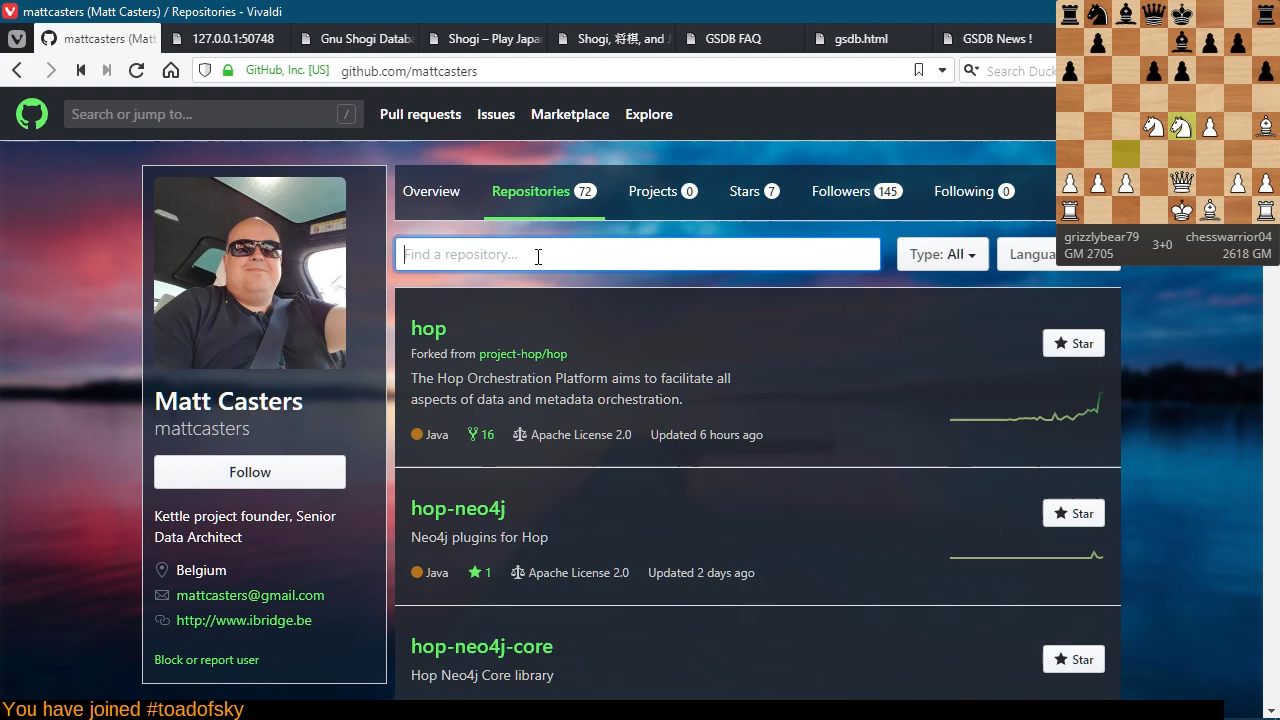 mattcasters (Matt Casters) / Repositories - Vivaldi
mattcasters (Matt
127.0.0.1:50748
Gnu Shogi Datab
Shogi – Play Japa
Shogi, 将棋, and J
GSDB FAQ
gsdb.html
GSDB News !
GitHub, Inc. [US]
github.com/mattcasters
Search Duc
Search or jump to...
/
Pull requests
Issues
Marketplace
Explore
grizzlybear79
GM 2705
3+0
chesswarrior04
2618 GM
Overview
Repositories 72
Projects 0
Stars 7
Followers 145
Following 0
Find a repository...
Type: All
Langua
Matt Casters
mattcasters
Follow
Kettle project founder, Senior
Data Architect
Belgium
mattcasters@gmail.com
http://www.ibridge.be
Block or report user
hop
Forked from project-hop/hop
The Hop Orchestration Platform aims to facilitate all
aspects of data and metadata orchestration.
Java 16 Apache License 2.0 Updated 6 hours ago
Star
hop-neo4j
Neo4j plugins for Hop
Java 1 Apache License 2.0 Updated 2 days ago
Star
hop-neo4j-core
Hop Neo4j Core library
Star
You have joined #toadofsky